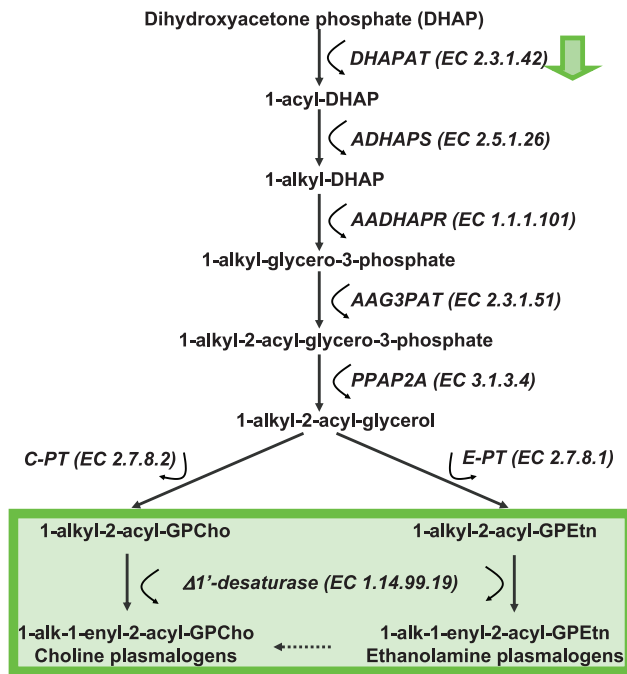 Dihydroxyacetone phosphate (DHAP)
DHAPAT (EC 2.3.1.42)
1-acyl-DHAP
ADHAPS (EC 2.5.1.26)
1-alkyl-DHAP
AADHAPR (EC 1.1.1.101)
1-alkyl-glycero-3-phosphate
AAG3PAT (EC 2.3.1.51)
1-alkyl-2-acyl-glycero-3-phosphate
PPAP2A (EC 3.1.3.4)
1-alkyl-2-acyl-glycerol
C-PT (EC 2.7.8.2)
E-PT (EC 2.7.8.1)
1-alkyl-2-acyl-GPCho
1-alkyl-2-acyl-GPEtn
Δ1'-desaturase (EC 1.14.99.19)
1-alk-1-enyl-2-acyl-GPCho
Choline plasmalogens
1-alk-1-enyl-2-acyl-GPEtn
Ethanolamine plasmalogens